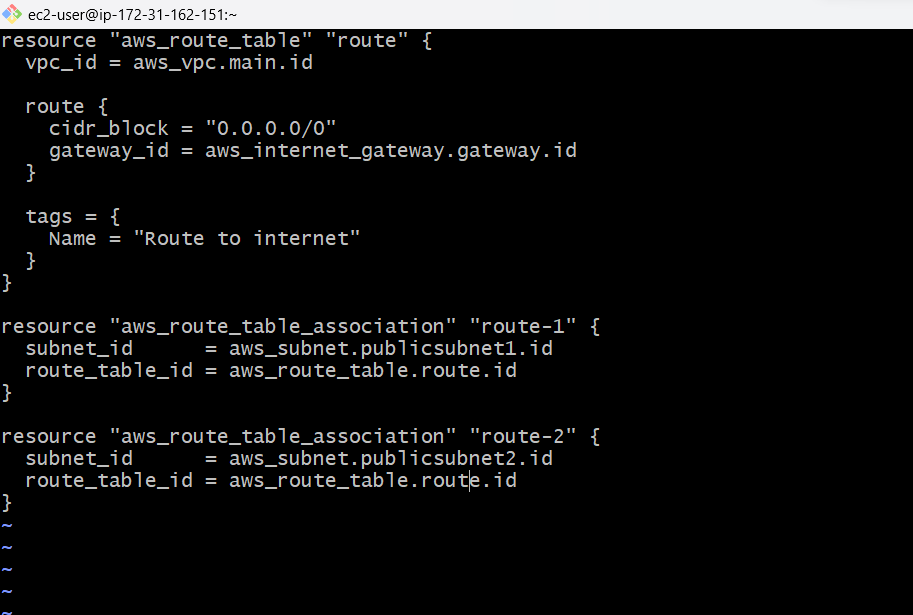 ec2-user@ip-172-31-162-151:~
resource "aws_route_table" "route" {
  vpc_id = aws_vpc.main.id

  route {
    cidr_block = "0.0.0.0/0"
    gateway_id = aws_internet_gateway.gateway.id
  }

  tags = {
    Name = "Route to internet"
  }
}

resource "aws_route_table_association" "route-1" {
  subnet_id      = aws_subnet.publicsubnet1.id
  route_table_id = aws_route_table.route.id
}

resource "aws_route_table_association" "route-2" {
  subnet_id      = aws_subnet.publicsubnet2.id
  route_table_id = aws_route_table.route.id
}
~
~
~
~
~